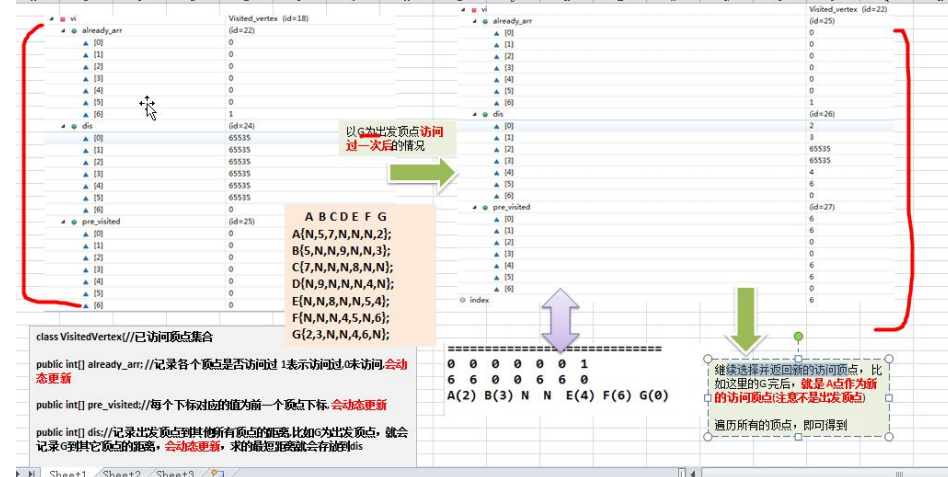 vi Visited_vertex (id=18)
already_arr (id=22)
[0] 0
[1] 0
[2] 0
[3] 0
[4] 0
[5] 0
[6] 1
dis (id=24)
[0] 65535
[1] 65535
[2] 65535
[3] 65535
[4] 65535
[5] 65535
[6] 0
pre_visited (id=25)
[0] 0
[1] 0
[2] 0
[3] 0
[4] 0
[5] 0
[6] 0
以G为出发顶点访问
过一次后的情况
A B C D E F G
A{N,5,7,N,N,N,2};
B{5,N,N,9,N,N,3};
C{7,N,N,N,8,N,N};
D{N,9,N,N,N,4,N};
E{N,N,8,N,N,5,4};
F{N,N,N,4,5,N,6};
G{2,3,N,N,4,6,N};
vi Visited_vertex (id=22)
already_arr (id=25)
[0] 0
[1] 0
[2] 0
[3] 0
[4] 0
[5] 0
[6] 1
dis (id=26)
[0] 2
[1] 3
[2] 65535
[3] 65535
[4] 4
[5] 6
[6] 0
pre_visited (id=27)
[0] 6
[1] 6
[2] 0
[3] 0
[4] 6
[5] 6
[6] 0
index 6
class VisitedVertex{//已访问顶点集合
public int[] already_arr; //记录各个顶点是否访问过 1表示访问过,0未访问,会动
态更新
public int[] pre_visited;//每个下标对应的值为前一个顶点下标, 会动态更新
public int[] dis;//记录出发顶点到其他所有顶点的距离,比如G为出发顶点，就会
记录G到其它顶点的距离，会动态更新，求的最短距离就会存放到dis
==============================
0 0 0 0 0 0 1
6 6 0 0 6 6 0
A(2) B(3) N N E(4) F(6) G(0)
继续选择并返回新的访问顶点，比
如这里的G完后，就是 A点作为新
的访问顶点(注意不是出发顶点)
遍历所有的顶点，即可得到
Sheet1 Sheet2 Sheet3